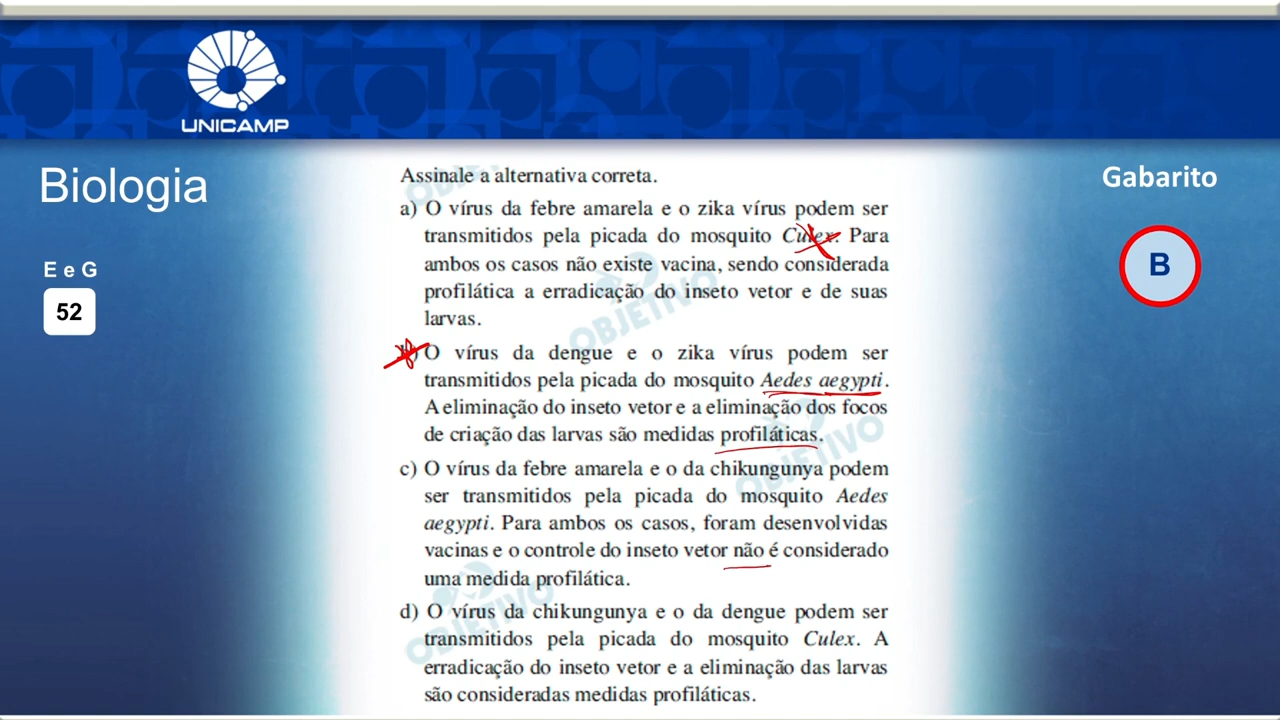 UNICAMP
Biologia
E e G
52
Gabarito
B
Assinale a alternativa correta.
a) O vírus da febre amarela e o zika vírus podem ser
transmitidos pela picada do mosquito Culex. Para
ambos os casos não existe vacina, sendo considerada
profilática a erradicação do inseto vetor e de suas
larvas.
b) O vírus da dengue e o zika vírus podem ser
transmitidos pela picada do mosquito Aedes aegypti.
A eliminação do inseto vetor e a eliminação dos focos
de criação das larvas são medidas profiláticas.
c) O vírus da febre amarela e o da chikungunya podem
ser transmitidos pela picada do mosquito Aedes
aegypti. Para ambos os casos, foram desenvolvidas
vacinas e o controle do inseto vetor não é considerado
uma medida profilática.
d) O vírus da chikungunya e o da dengue podem ser
transmitidos pela picada do mosquito Culex. A
erradicação do inseto vetor e a eliminação das larvas
são consideradas medidas profiláticas.
OBJETIVO
OBJETIVO
OBJETIVO
OBJETIVO